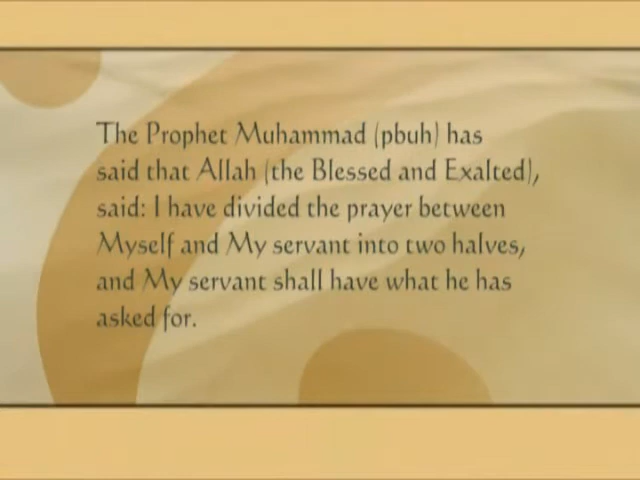 The Prophet Muhammad (pbuh) has
said that Allah (the Blessed and Exalted),
said: I have divided the prayer between
Myself and My servant into two halves,
and My servant shall have what he has
asked for.